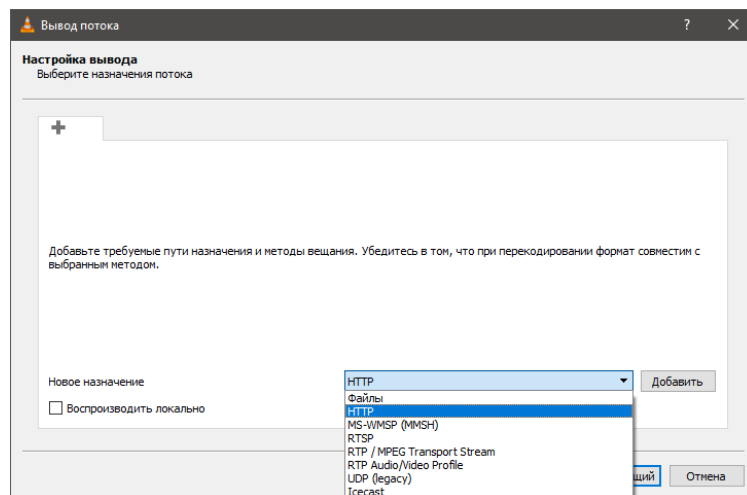 Вывод потока
Настройка вывода
Выберите назначения потока
Добавьте требуемые пути назначения и методы вещания. Убедитесь в том, что при перекодировании формат совместим с
выбранным методом.
Новое назначение
HTTP
Добавить
Файлы
Воспроизводить локально
HTTP
MS-WMSP (MMSH)
RTSP
RTP / MPEG Transport Stream
RTP Audio/Video Profile
UDP (legacy)
Icecast
Отмена